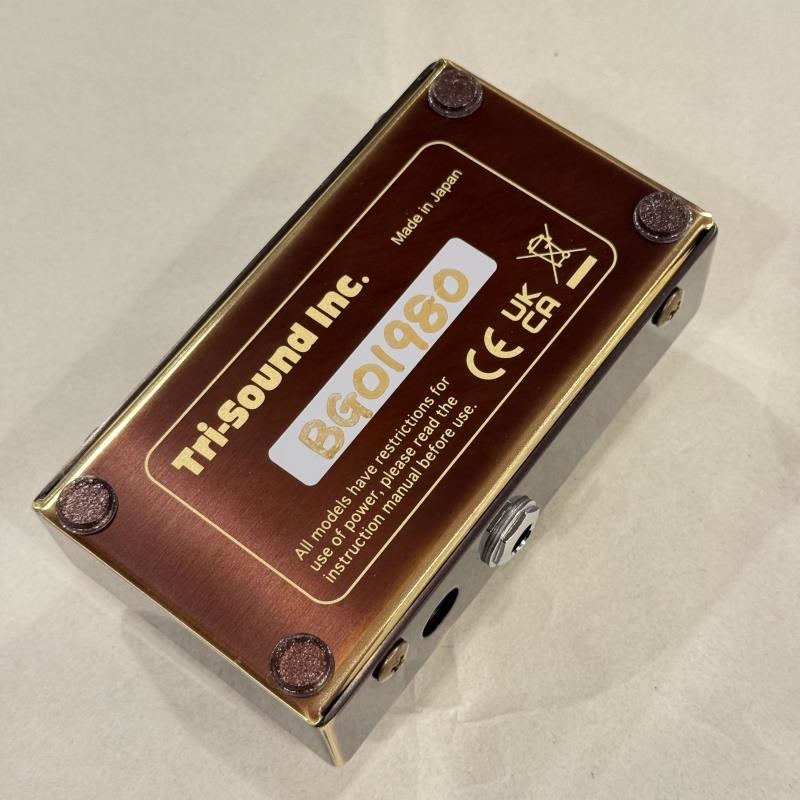 Tri-Sound Inc.
Made in Japan
BG01980
All models have restrictions for
use of power, please read the
instruction manual before use.
CE
UK
CA